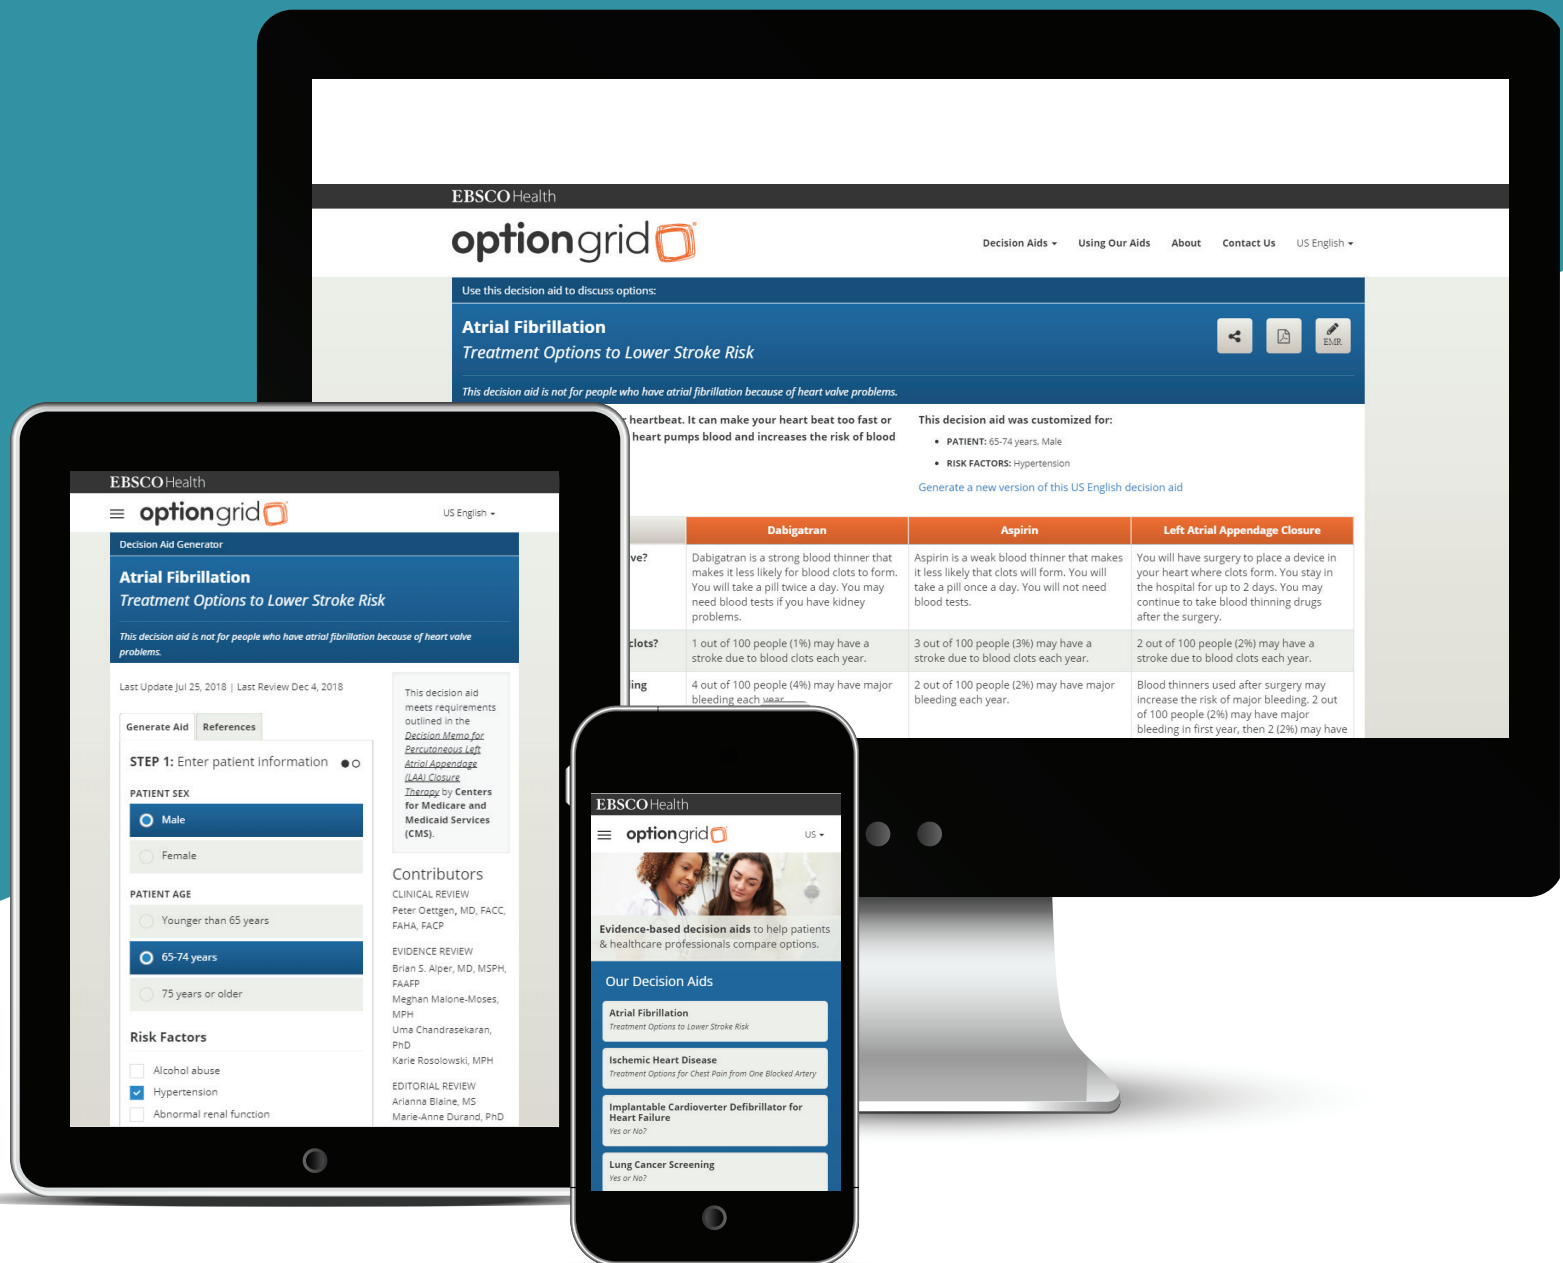 EBSCO Health
optiongrid
Decision Aids
Using Our Aids
About
Contact Us
US English
Use this decision aid to discuss options:
Atrial Fibrillation
Treatment Options to Lower Stroke Risk
EMR
This decision aid is not for people who have atrial fibrillation because of heart valve problems.
heartbeat. It can make your heart beat too fast or
heart pumps blood and increases the risk of blood
This decision aid was customized for:
• PATIENT: 65-74 years, Male
• RISK FACTORS: Hypertension
Generate a new version of this US English decision aid
Dabigatran
Aspirin
Left Atrial Appendage Closure
ve?
Dabigatran is a strong blood thinner that
makes it less likely for blood clots to form.
You will take a pill twice a day. You may
need blood tests if you have kidney
problems.
Aspirin is a weak blood thinner that makes
it less likely that clots will form. You will
take a pill once a day. You will not need
blood tests.
You will have surgery to place a device in
your heart where clots form. You stay in
the hospital for up to 2 days. You may
continue to take blood thinning drugs
after the surgery.
clots?
1 out of 100 people (1%) may have a
stroke due to blood clots each year.
3 out of 100 people (3%) may have a
stroke due to blood clots each year.
2 out of 100 people (2%) may have a
stroke due to blood clots each year.
ing
4 out of 100 people (4%) may have major
bleeding each year.
2 out of 100 people (2%) may have major
bleeding each year.
Blood thinners used after surgery may
increase the risk of major bleeding. 2 out
of 100 people (2%) may have major
bleeding in first year, then 2 (2%) may have
EBSCO Health
optiongrid
US English
Decision Aid Generator
Atrial Fibrillation
Treatment Options to Lower Stroke Risk
This decision aid is not for people who have atrial fibrillation because of heart valve
problems.
Last Update Jul 25, 2018 | Last Review Dec 4, 2018
Generate Aid
References
STEP 1: Enter patient information
PATIENT SEX
Male
Female
PATIENT AGE
Younger than 65 years
65-74 years
75 years or older
Risk Factors
Alcohol abuse
Hypertension
Abnormal renal function
This decision aid
meets requirements
outlined in the
Decision Memo for
Percutaneous Left
Atrial Appendage
(LAA) Closure
Therapy by Centers
for Medicare and
Medicaid Services
(CMS).
Contributors
CLINICAL REVIEW
Peter Oettgen, MD, FACC,
FAHA, FACP
EVIDENCE REVIEW
Brian S. Alper, MD, MSPH,
FAAFP
Meghan Malone-Moses,
MPH
Uma Chandrasekaran,
PhD
Karie Rosolowski, MPH
EDITORIAL REVIEW
Arianna Blaine, MS
Marie-Anne Durand, PhD
EBSCO Health
optiongrid
US
Evidence-based decision aids to help patients
& healthcare professionals compare options.
Our Decision Aids
Atrial Fibrillation
Treatment Options to Lower Stroke Risk
Ischemic Heart Disease
Treatment Options for Chest Pain from One Blocked Artery
Implantable Cardioverter Defibrillator for
Heart Failure
Yes or No?
Lung Cancer Screening
Yes or No?